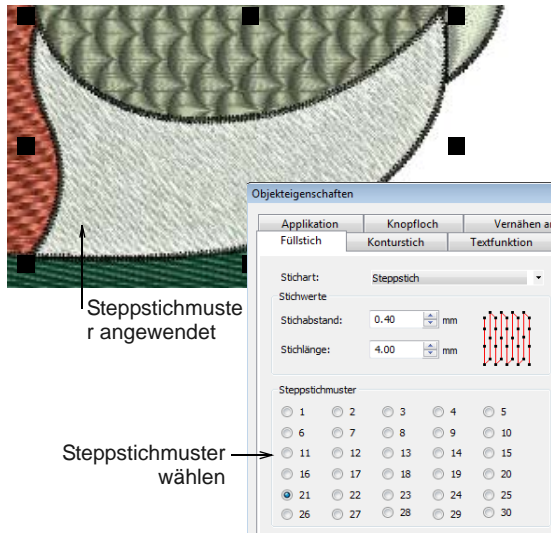 Objekteigenschaften
Applikation Knopfloch Vernähen a
Füllstich Konturstich Textfunktion
Stichart: Steppstich
Stichwerte
Stichabstand: 0.40 mm
Stichlänge: 4.00 mm
Steppstichmuste
r angewendet
Steppstichmuster
1 2 3 4 5
6 7 8 9 10
11 12 13 14 15
16 17 18 19 20
21 22 23 24 25
26 27 28 29 30
Steppstichmuster
wählen